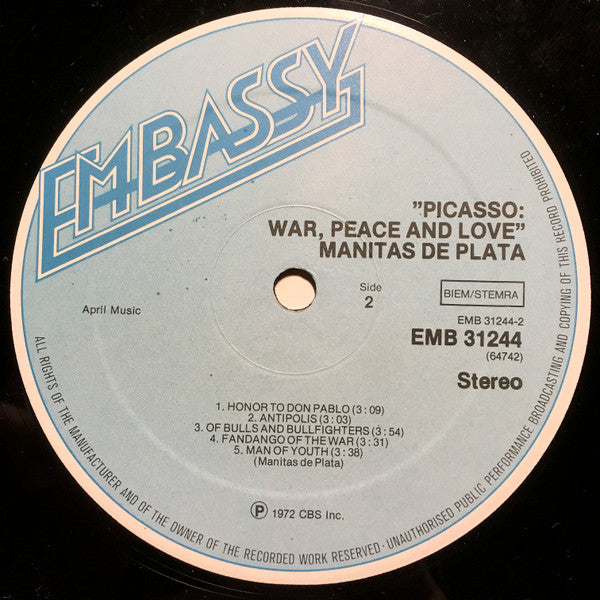 EMBASSY
"PICASSO:
WAR, PEACE AND LOVE"
MANITAS DE PLATA
Side
2
BIEM/STEMRA
April Music
EMB 31244-2
EMB 31244
(64742)
Stereo
1. HONOR TO DON PABLO (3 : 09)
2. ANTIPOLIS (3 : 03)
3. OF BULLS AND BULLFIGHTERS (3 : 54)
4. FANDANGO OF THE WAR (3 : 31)
5. MAN OF YOUTH (3 : 38)
(Manitas de Plata)
Ⓟ 1972 CBS Inc.
ALL RIGHTS OF THE MANUFACTURER AND OF THE OWNER OF THE RECORDED WORK RESERVED - UNAUTHORISED PUBLIC PERFORMANCE BROADCASTING AND COPYING OF THIS RECORD PROHIBITED